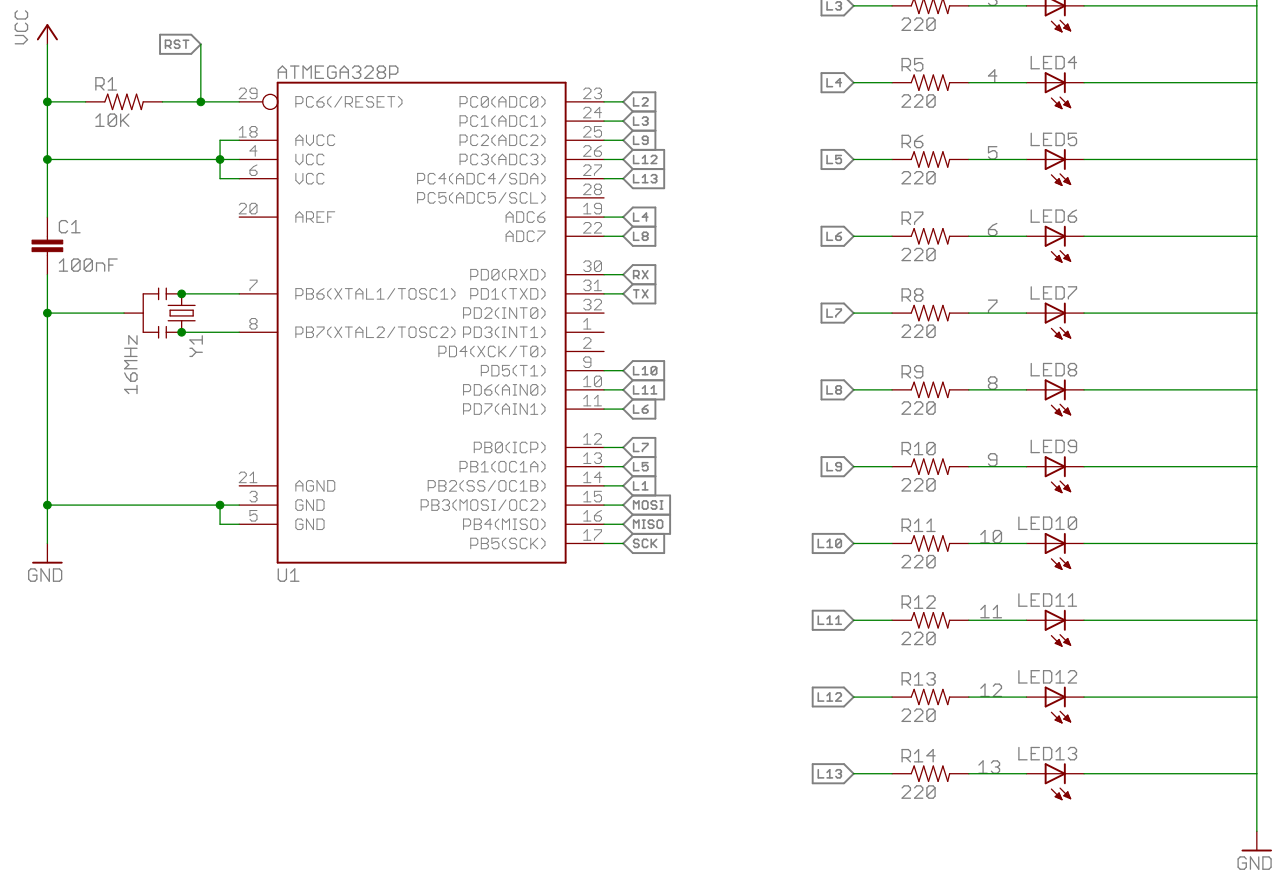 VCC
RST
R1
10K
C1
100nF
16MHz
Y1
GND
ATMEGA328P
29 PC6(/RESET)
18 AVCC
4 VCC
6 VCC
20 AREF
7 PB6(XTAL1/TOSC1)
8 PB7(XTAL2/TOSC2)
21 AGND
3 GND
5 GND
PC0(ADC0) 23 L2
PC1(ADC1) 24 L3
PC2(ADC2) 25 L9
PC3(ADC3) 26 L12
PC4(ADC4/SDA) 27 L13
PC5(ADC5/SCL) 28
ADC6 19 L4
ADC7 22 L8
PD0(RXD) 30 RX
PD1(TXD) 31 TX
PD2(INT0) 32
PD3(INT1) 1
PD4(XCK/T0) 2
PD5(T1) 9 L10
PD6(AIN0) 10 L11
PD7(AIN1) 11 L6
PB0(ICP) 12 L7
PB1(OC1A) 13 L5
PB2(SS/OC1B) 14 L1
PB3(MOSI/OC2) 15 MOSI
PB4(MISO) 16 MISO
PB5(SCK) 17 SCK
U1
L3 3
220
R5 LED4
L4 4
220
R6 LED5
L5 5
220
R7 LED6
L6 6
220
R8 LED7
L7 7
220
R9 LED8
L8 8
220
R10 LED9
L9 9
220
R11 LED10
L10 10
220
R12 LED11
L11 11
220
R13 LED12
L12 12
220
R14 LED13
L13 13
220
GND